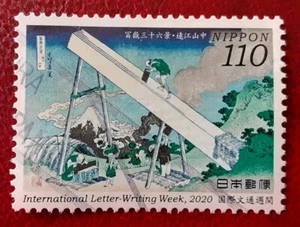 冨嶽三十六景・遠江山中
NIPPON
110
日本郵便
International Letter-Writing Week, 2020 国際文通週間